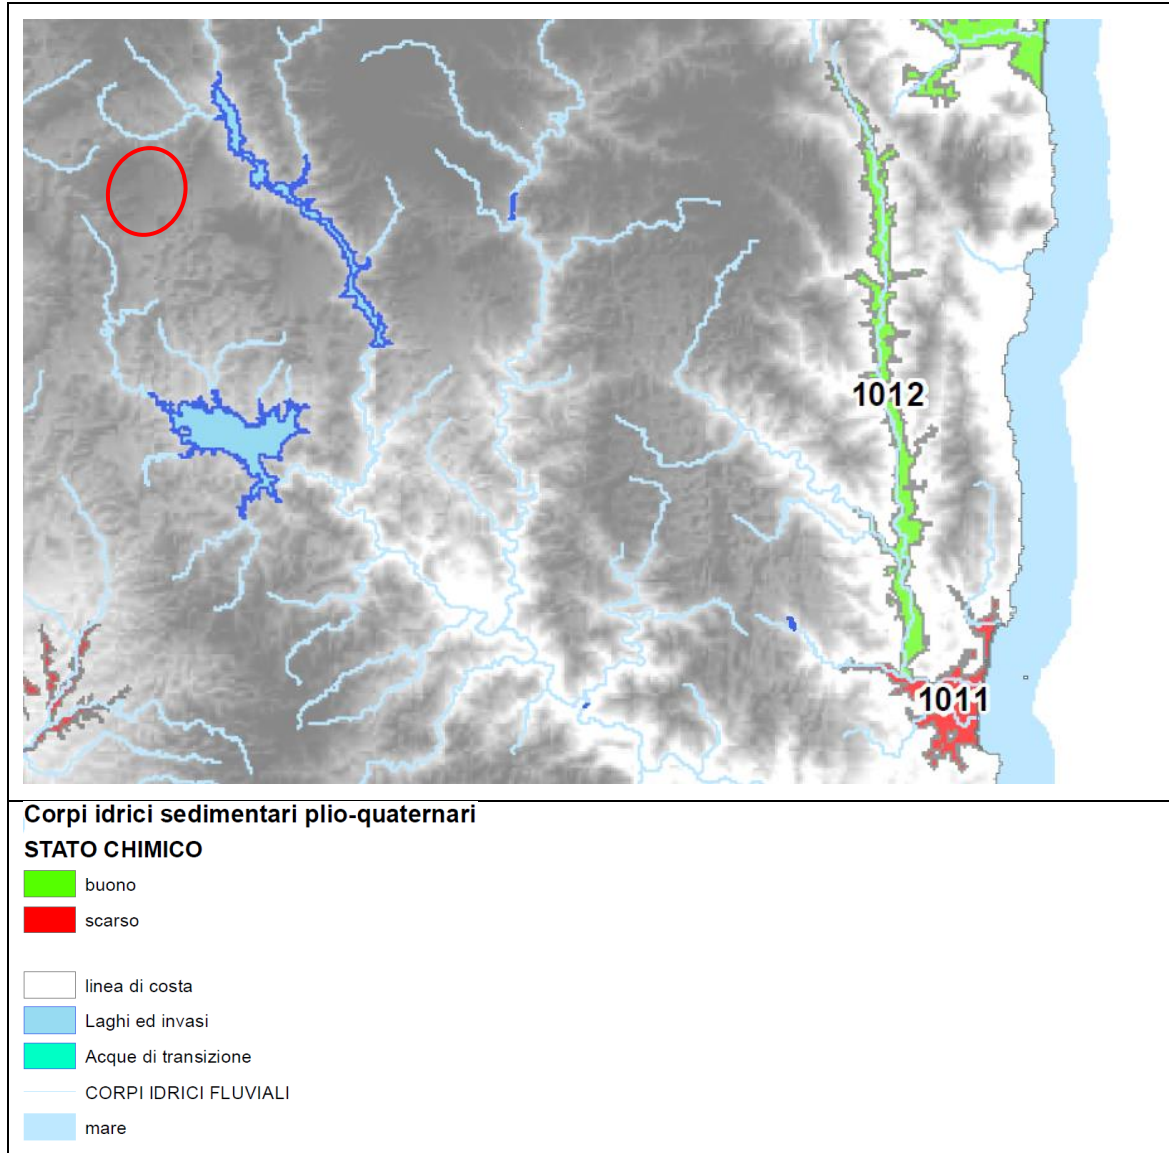 1012
1011
Corpi idrici sedimentari plio-quaternari
STATO CHIMICO
buono
scarso
linea di costa
Laghi ed invasi
Acque di transizione
CORPI IDRICI FLUVIALI
mare